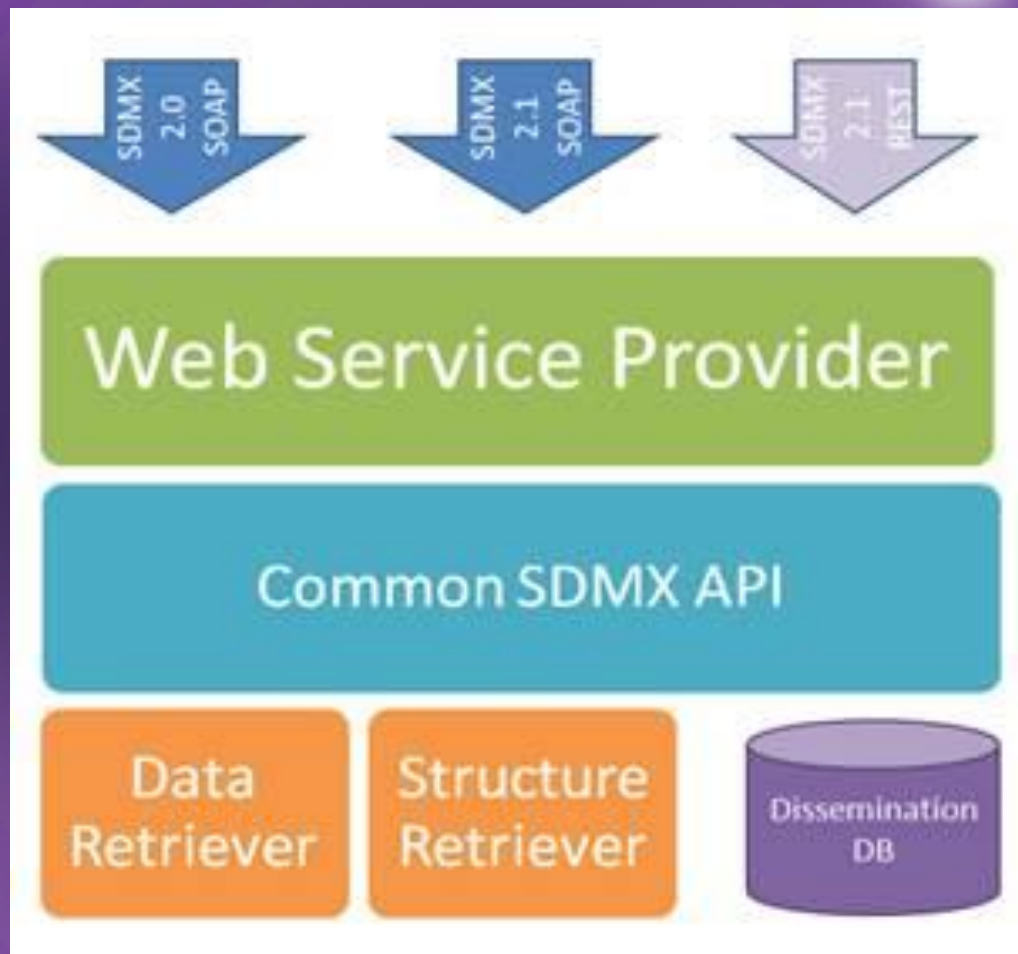 SDMX
2.0
SOAP
SDMX
2.1
SOAP
SDMX
2.1
REST
Web Service Provider
Common SDMX API
Data
Retriever
Structure
Retriever
Dissemination
DB